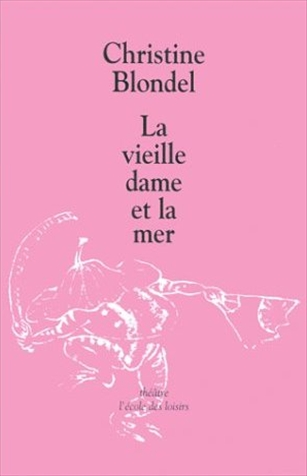 Christine
Blondel
La
vieille
dame
et la
mer
théâtre
l'école des loisirs